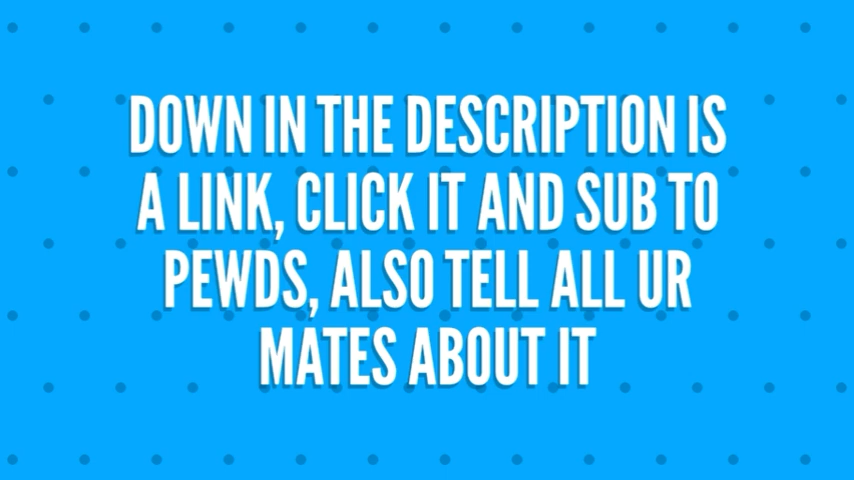 DOWN IN THE DESCRIPTION IS
A LINK, CLICK IT AND SUB TO
PEWDS, ALSO TELL ALL UR
MATES ABOUT IT